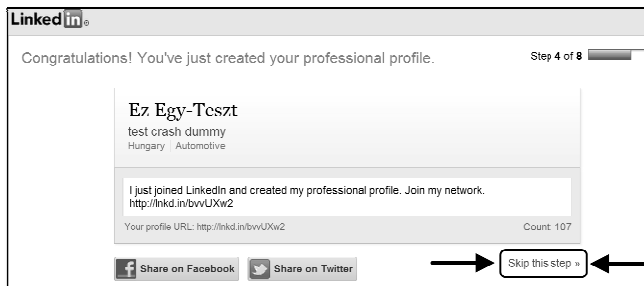 Linked in®
Congratulations! You've just created your professional profile.
Step 4 of 8
Ez Egy-Teszt
test crash dummy
Hungary | Automotive
I just joined LinkedIn and created my professional profile. Join my network.
http://lnkd.in/bvvUXw2
Your profile URL: http://lnkd.in/bvvUXw2
Count: 107
Share on Facebook
Share on Twitter
Skip this step »